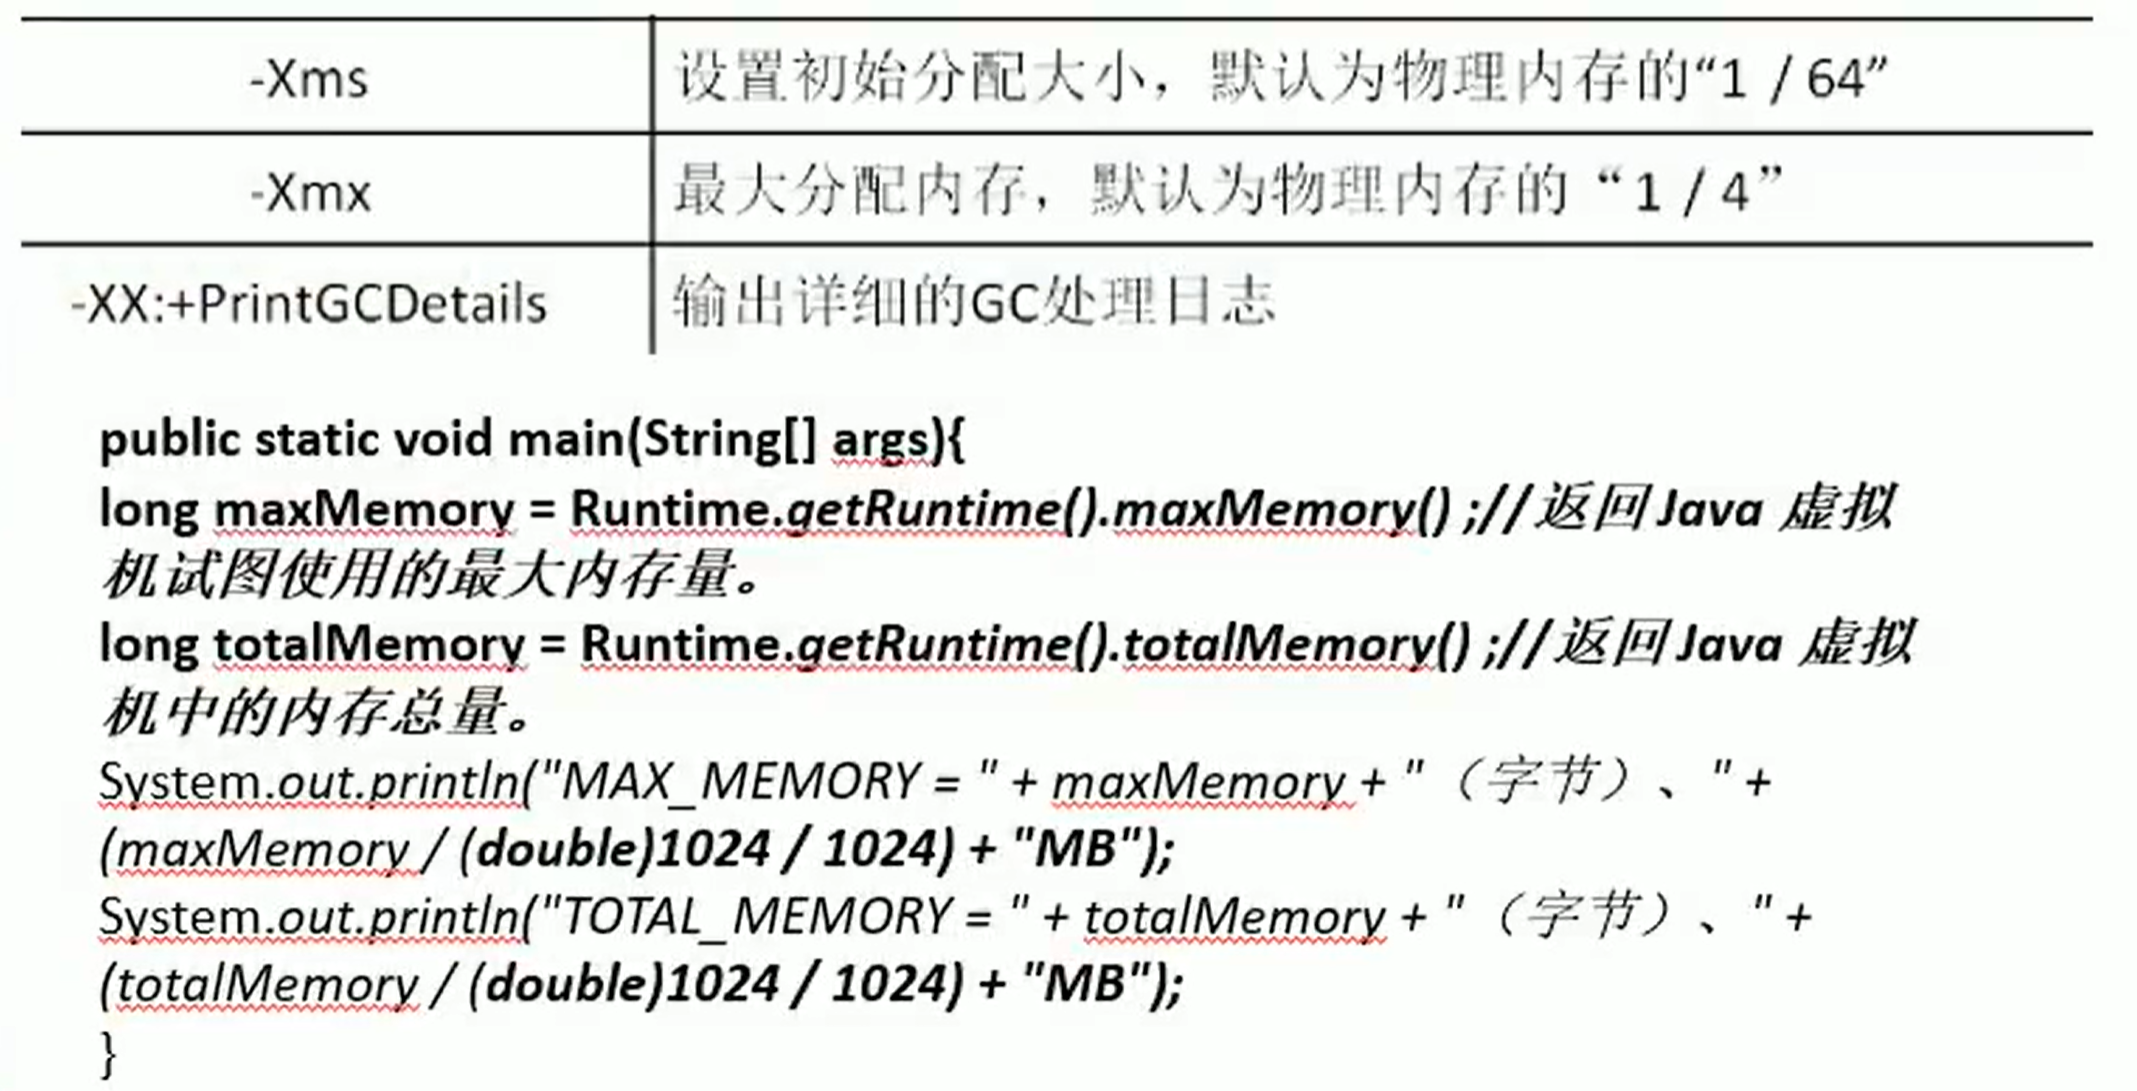 -Xms 设置初始分配大小，默认为物理内存的“1 / 64”
-Xmx 最大分配内存，默认为物理内存的 “1 / 4”
-XX:+PrintGCDetails 输出详细的GC处理日志
public static void main(String[] args){
long maxMemory = Runtime.getRuntime().maxMemory() ;//返回 Java 虚拟
机试图使用的最大内存量。
long totalMemory = Runtime.getRuntime().totalMemory() ;//返回 Java 虚拟
机中的内存总量。
System.out.println("MAX_MEMORY = " + maxMemory + "（字节）、" +
(maxMemory / (double)1024 / 1024) + "MB");
System.out.println("TOTAL_MEMORY = " + totalMemory + "（字节）、" +
(totalMemory / (double)1024 / 1024) + "MB");
}